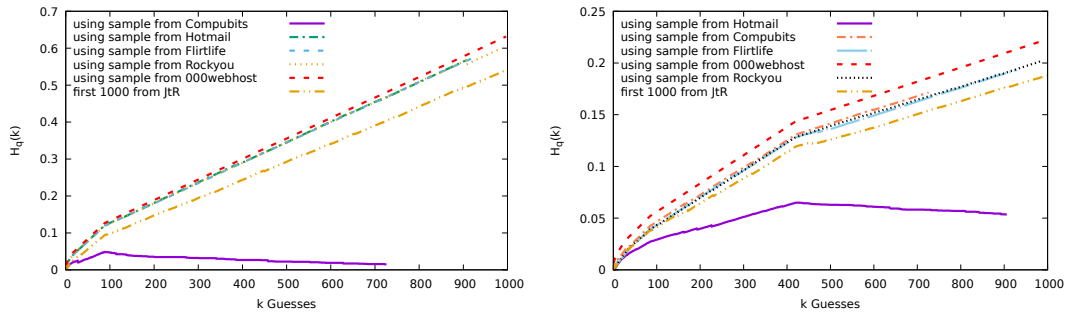 0.7
0.6
0.5
0.4
0.3
0.2
0.1
0
0 100 200 300 400 500 600 700 800 900 1000
Hq(k)
k Guesses
using sample from Compubits
using sample from Hotmail
using sample from Flirtlife
using sample from Rockyou
using sample from 000webhost
first 1000 from JtR
0.25
0.2
0.15
0.1
0.05
0
0 100 200 300 400 500 600 700 800 900 1000
Hq(k)
k Guesses
using sample from Hotmail
using sample from Compubits
using sample from Flirtlife
using sample from 000webhost
using sample from Rockyou
first 1000 from JtR